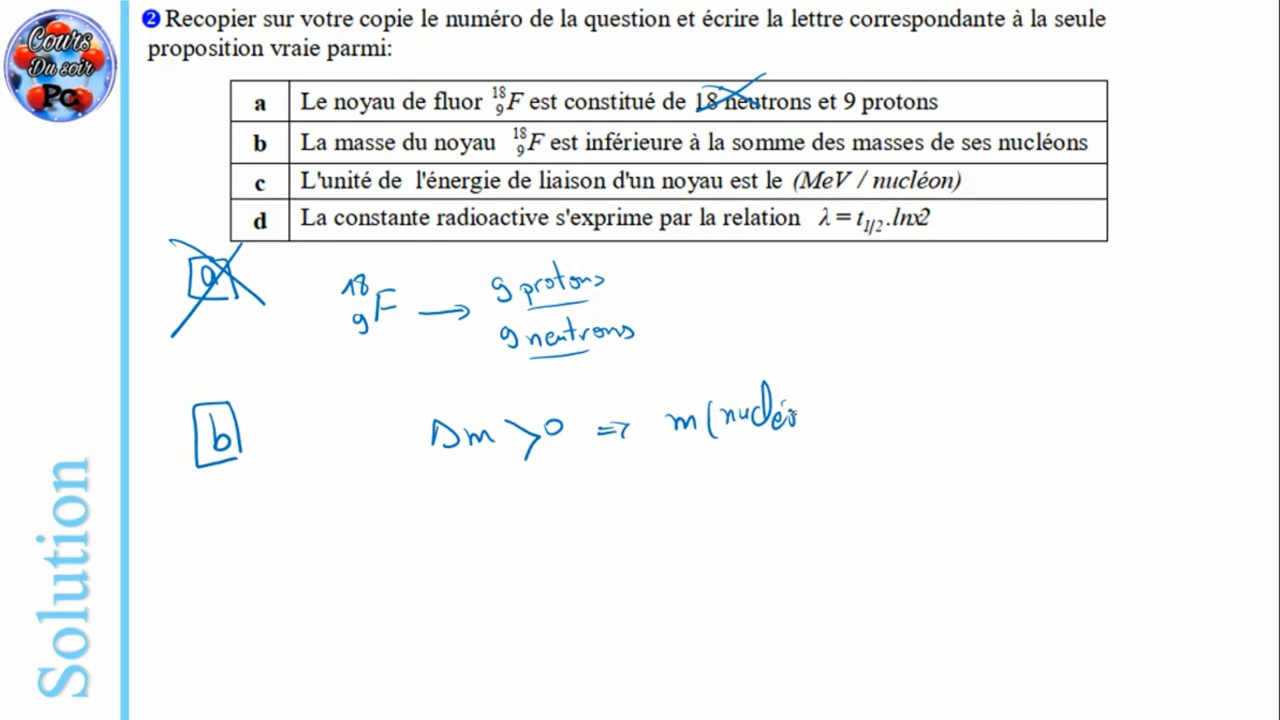 Cours
Du soir
Pc
❷ Recopier sur votre copie le numéro de la question et écrire la lettre correspondante à la seule
proposition vraie parmi:
a Le noyau de fluor ¹⁸₉F est constitué de 18 neutrons et 9 protons
b La masse du noyau ¹⁸₉F est inférieure à la somme des masses de ses nucléons
c L'unité de l'énergie de liaison d'un noyau est le (MeV / nucléon)
d La constante radioactive s'exprime par la relation λ = t₁/₂.lnx2
a ¹⁸₉F → 9 protons
9 neutrons
b Δm > 0 ⇒ m(nucléo
Solution